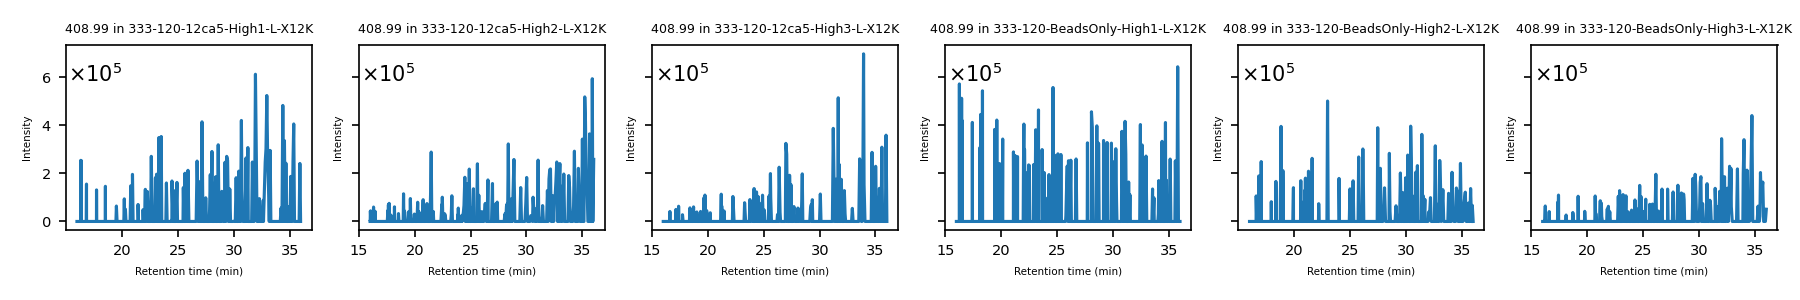 408.99 in 333-120-12ca5-High1-L-X12K
408.99 in 333-120-12ca5-High2-L-X12K
408.99 in 333-120-12ca5-High3-L-X12K
408.99 in 333-120-BeadsOnly-High1-L-X12K
408.99 in 333-120-BeadsOnly-High2-L-X12K
408.99 in 333-120-BeadsOnly-High3-L-X12K
×10⁵
×10⁵
×10⁵
×10⁵
×10⁵
×10⁵
6
4
2
0
Intensity
Intensity
Intensity
Intensity
Intensity
Intensity
20 25 30 35
15 20 25 30 35
15 20 25 30 35
15 20 25 30 35
20 25 30 35
15 20 25 30 35
Retention time (min)
Retention time (min)
Retention time (min)
Retention time (min)
Retention time (min)
Retention time (min)